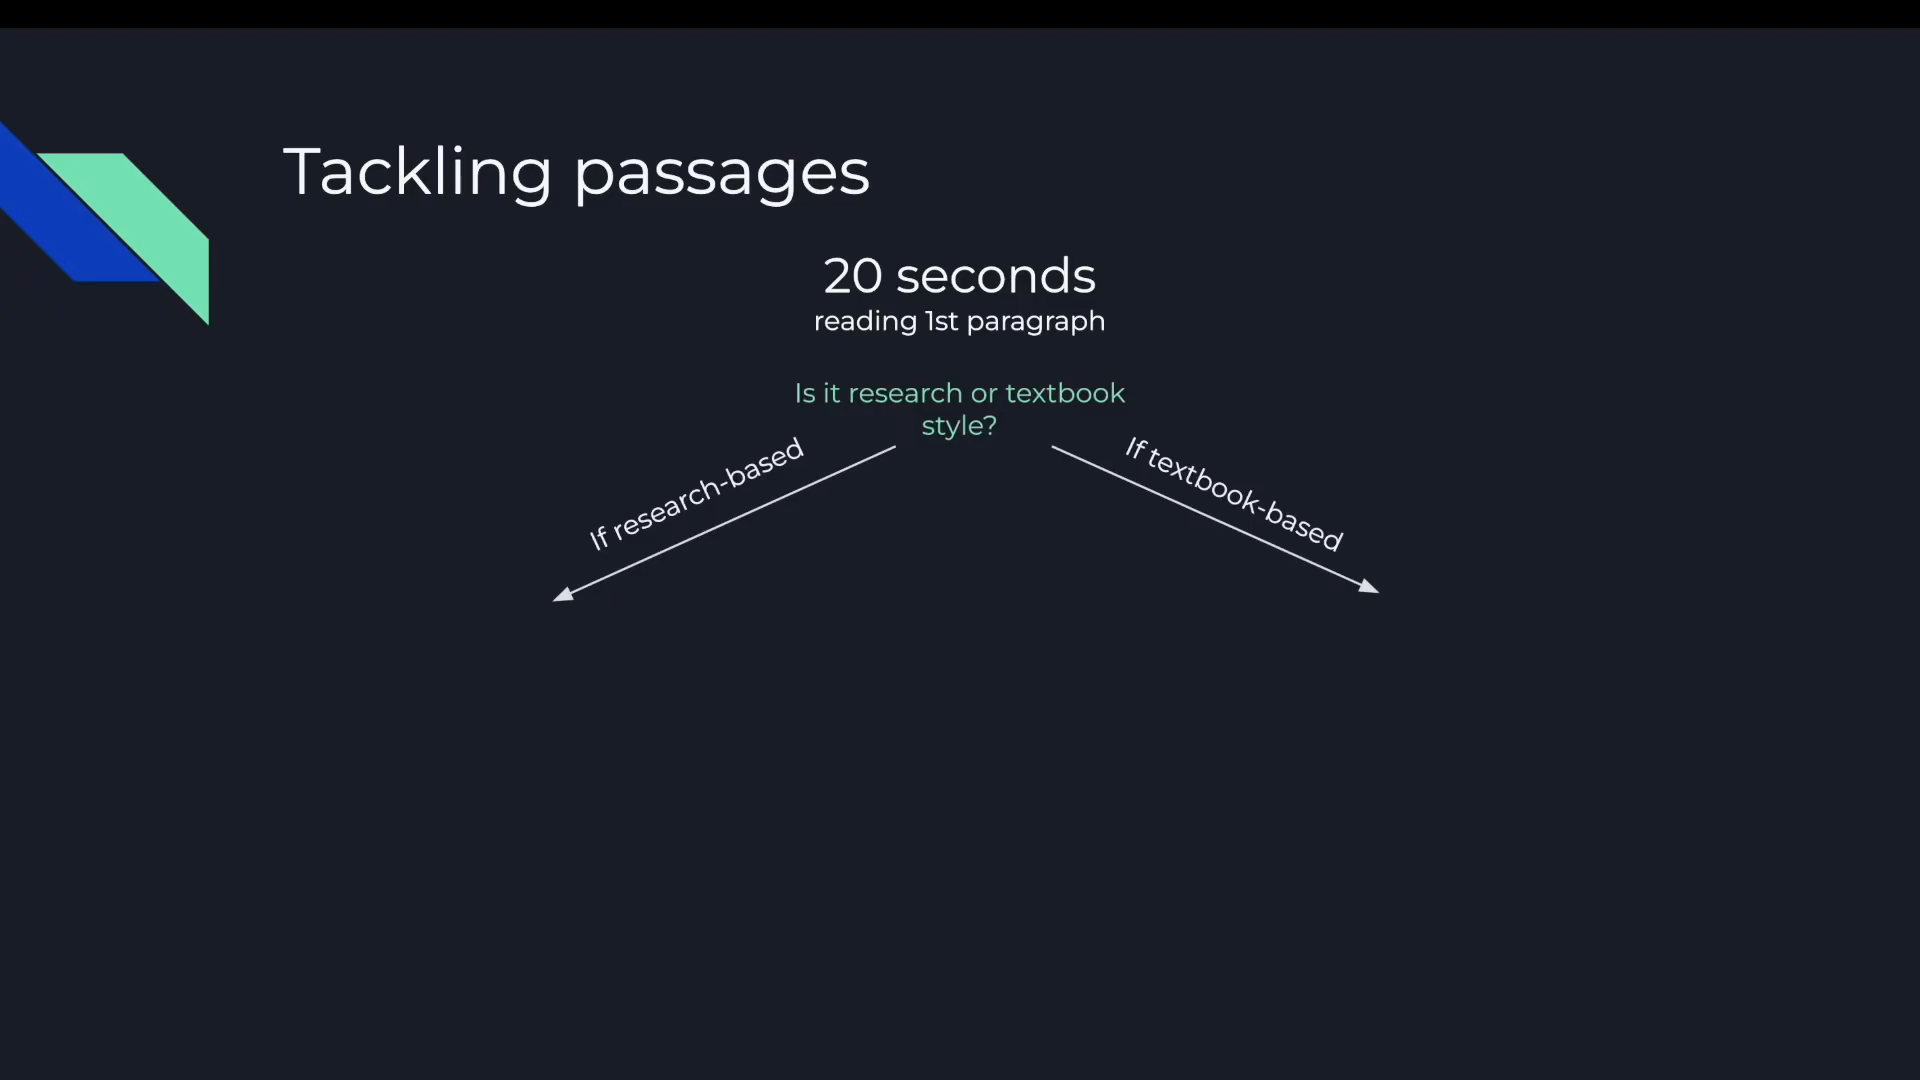 Tackling passages
20 seconds
reading 1st paragraph
Is it research or textbook
style?
If research-based
If textbook-based